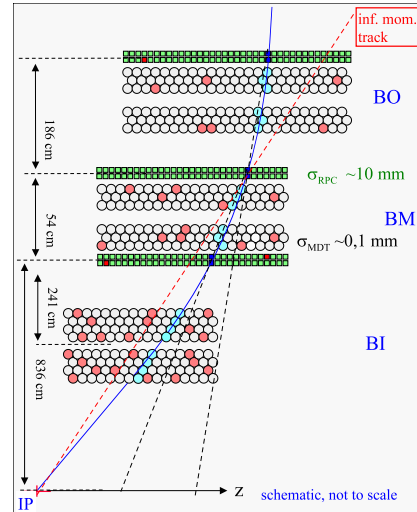 inf. mom.
track
BO
186 cm
σRPC ~10 mm
BM
54 cm
σMDT ~0,1 mm
241 cm
BI
836 cm
Z
IP
schematic, not to scale